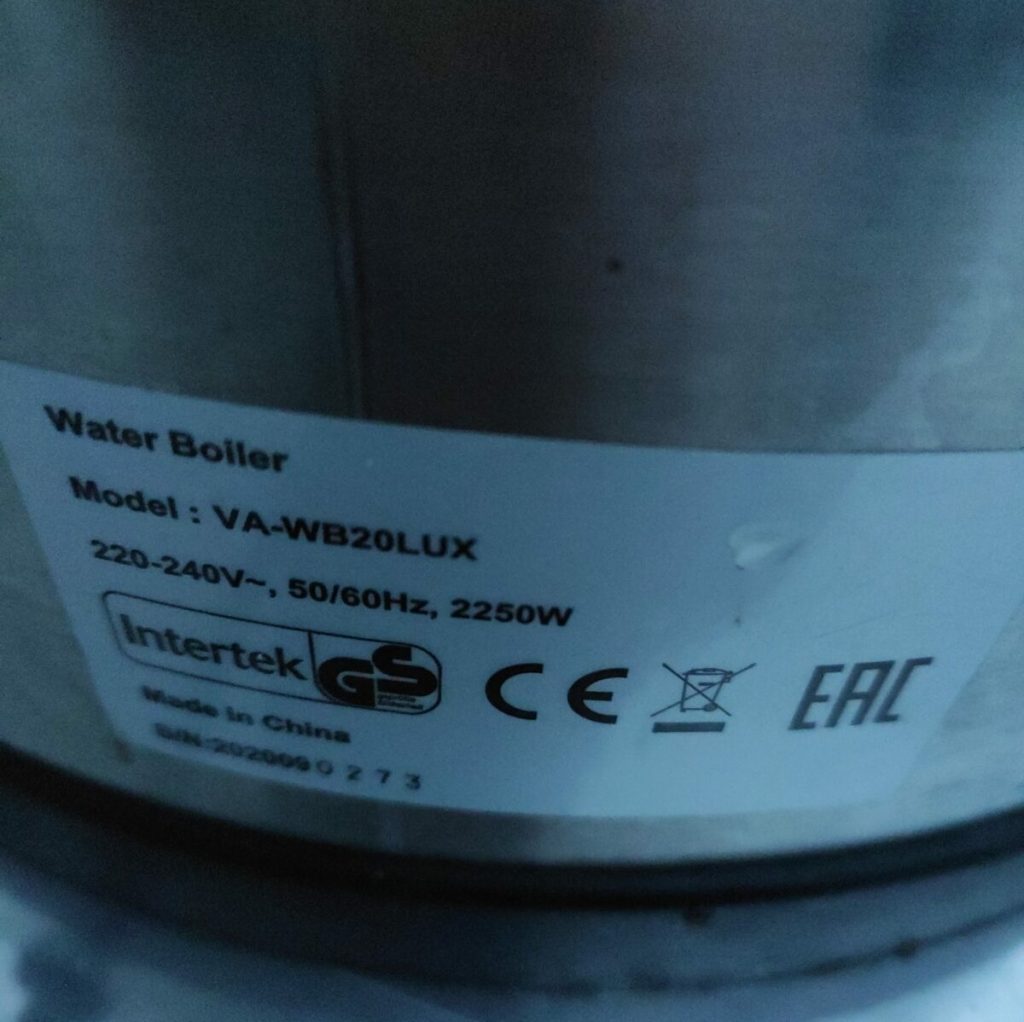 Water Boiler
Model : VA-WB20LUX
220-240V~, 50/60Hz, 2250W
Intertek GS
CE EAC
Made in China
S/N:2020090273